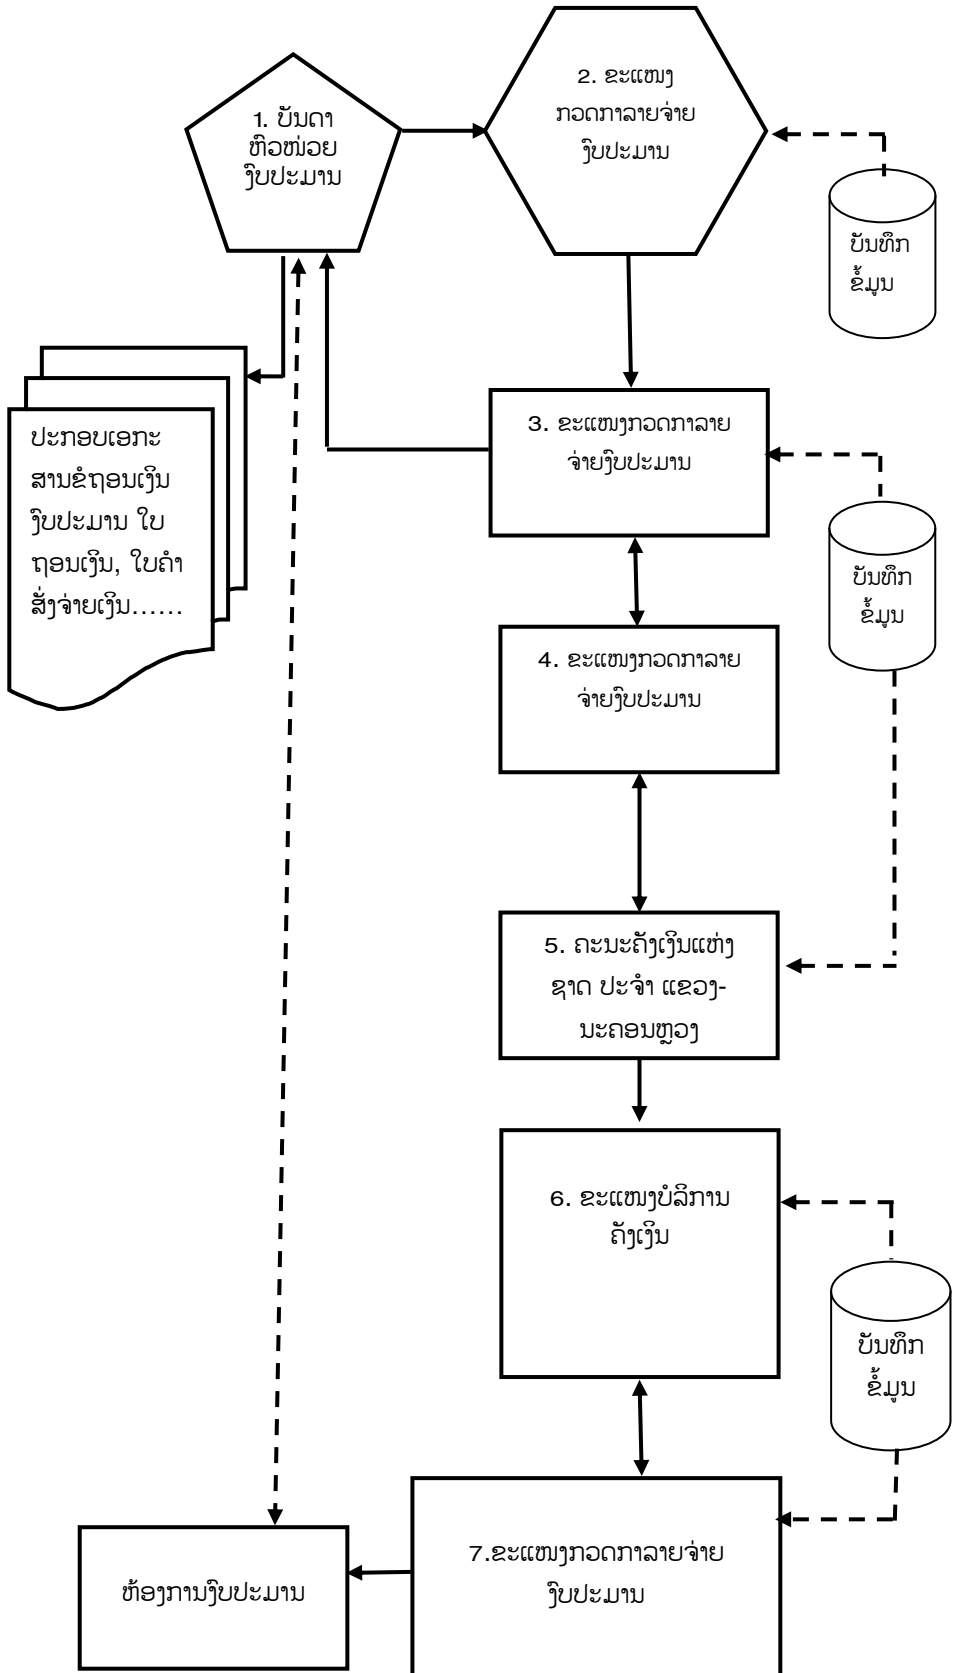 1. ບັນດາ
ຫົວໜ່ວຍ
ງົບປະມານ
2. ຂະແໜງ
ກວດກາລາຍຈ່າຍ
ງົບປະມານ
ບັນທຶກ
ຂໍ້ມູນ
3. ຂະແໜງກວດກາລາຍ
ຈ່າຍງົບປະມານ
ປະກອບເອກະ
ສານຂໍຖອນເງິນ
ງົບປະມານ ໃບ
ຖອນເງິນ, ໃບຄຳ
ສັ່ງຈ່າຍເງິນ......
ບັນທຶກ
ຂໍ້ມູນ
4. ຂະແໜງກວດກາລາຍ
ຈ່າຍງົບປະມານ
5. ຄະນະຄັງເງິນແຫ່ງ
ຊາດ ປະຈຳ ແຂວງ-
ນະຄອນຫຼວງ
6. ຂະແໜງບໍລິການ
ຄັງເງິນ
ບັນທຶກ
ຂໍ້ມູນ
7.ຂະແໜງກວດກາລາຍຈ່າຍ
ງົບປະມານ
ຫ້ອງການງົບປະມານ